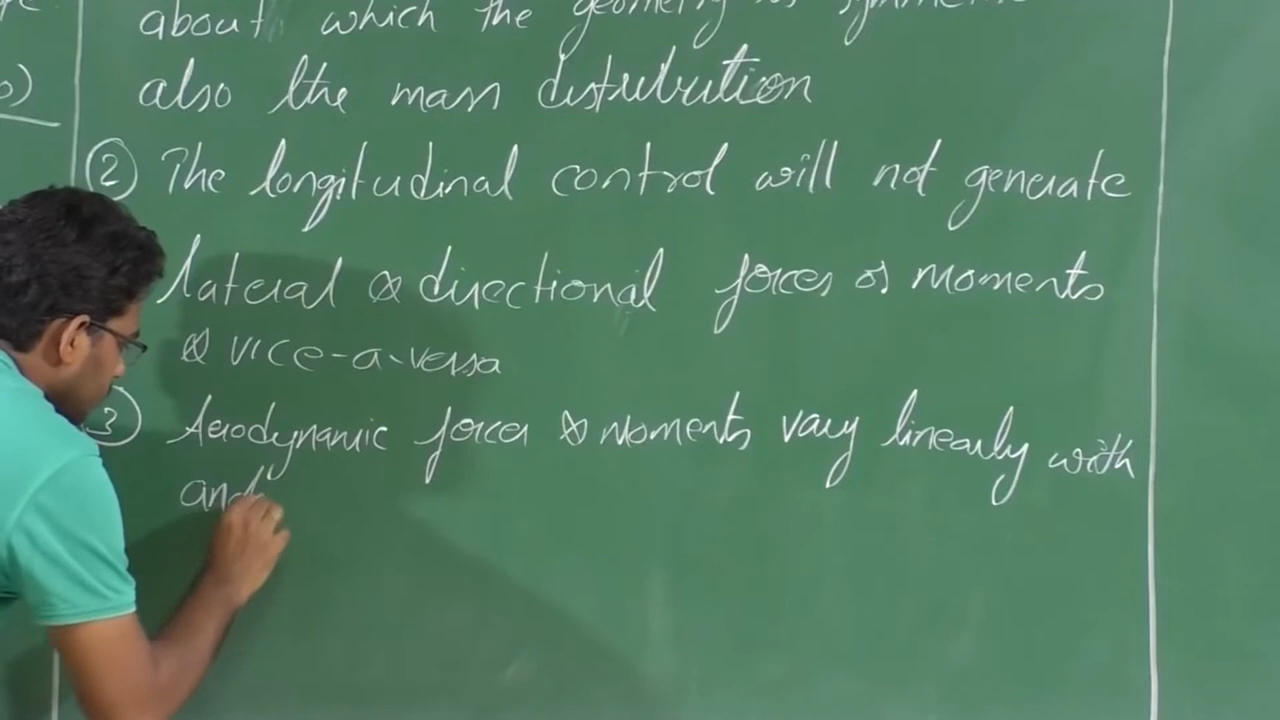 about which the geometry is symmetric
also the mass distribution
② The longitudinal control will not generate
lateral & directional forces or moments
& vice-a-versa
③ Aerodynamic forces & moments vary linearly with
and